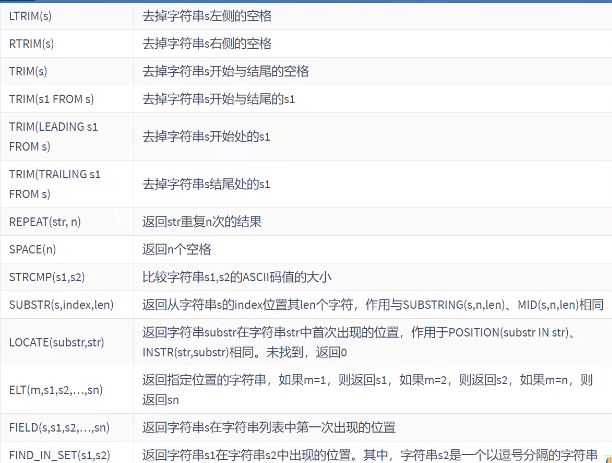 LTRIM(s) 去掉字符串s左侧的空格
RTRIM(s) 去掉字符串s右侧的空格
TRIM(s) 去掉字符串s开始与结尾的空格
TRIM(s1 FROM s) 去掉字符串s开始与结尾的s1
TRIM(LEADING s1
FROM s)
去掉字符串s开始处的s1
TRIM(TRAILING s1
FROM s)
去掉字符串s结尾处的s1
REPEAT(str, n) 返回str重复n次的结果
SPACE(n) 返回n个空格
STRCMP(s1,s2) 比较字符串s1,s2的ASCII码值的大小
SUBSTR(s,index,len) 返回从字符串s的index位置其len个字符，作用与SUBSTRING(s,n,len)、MID(s,n,len)相同
LOCATE(substr,str)
返回字符串substr在字符串str中首次出现的位置，作用于POSITION(substr IN str)、
INSTR(str,substr)相同。未找到，返回0
ELT(m,s1,s2,…,sn)
返回指定位置的字符串，如果m=1，则返回s1，如果m=2，则返回s2，如果m=n，则
返回sn
FIELD(s,s1,s2,…,sn) 返回字符串s在字符串列表中第一次出现的位置
FIND_IN_SET(s1,s2) 返回字符串s1在字符串s2中出现的位置。其中，字符串s2是一个以逗号分隔的字符串